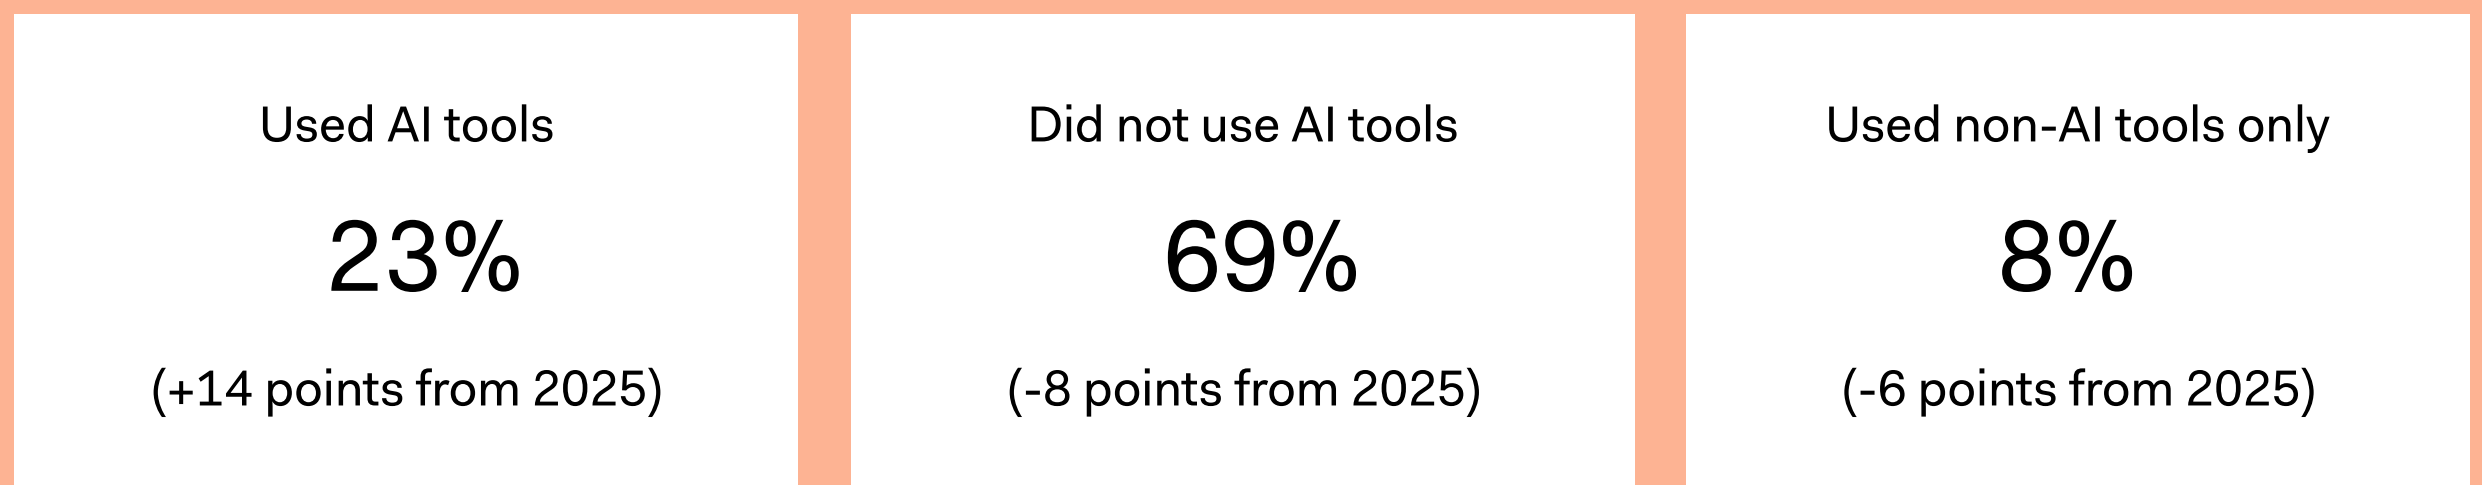 Used AI tools
23%
(+14 points from 2025)
Did not use AI tools
69%
(-8 points from 2025)
Used non-AI tools only
8%
(-6 points from 2025)